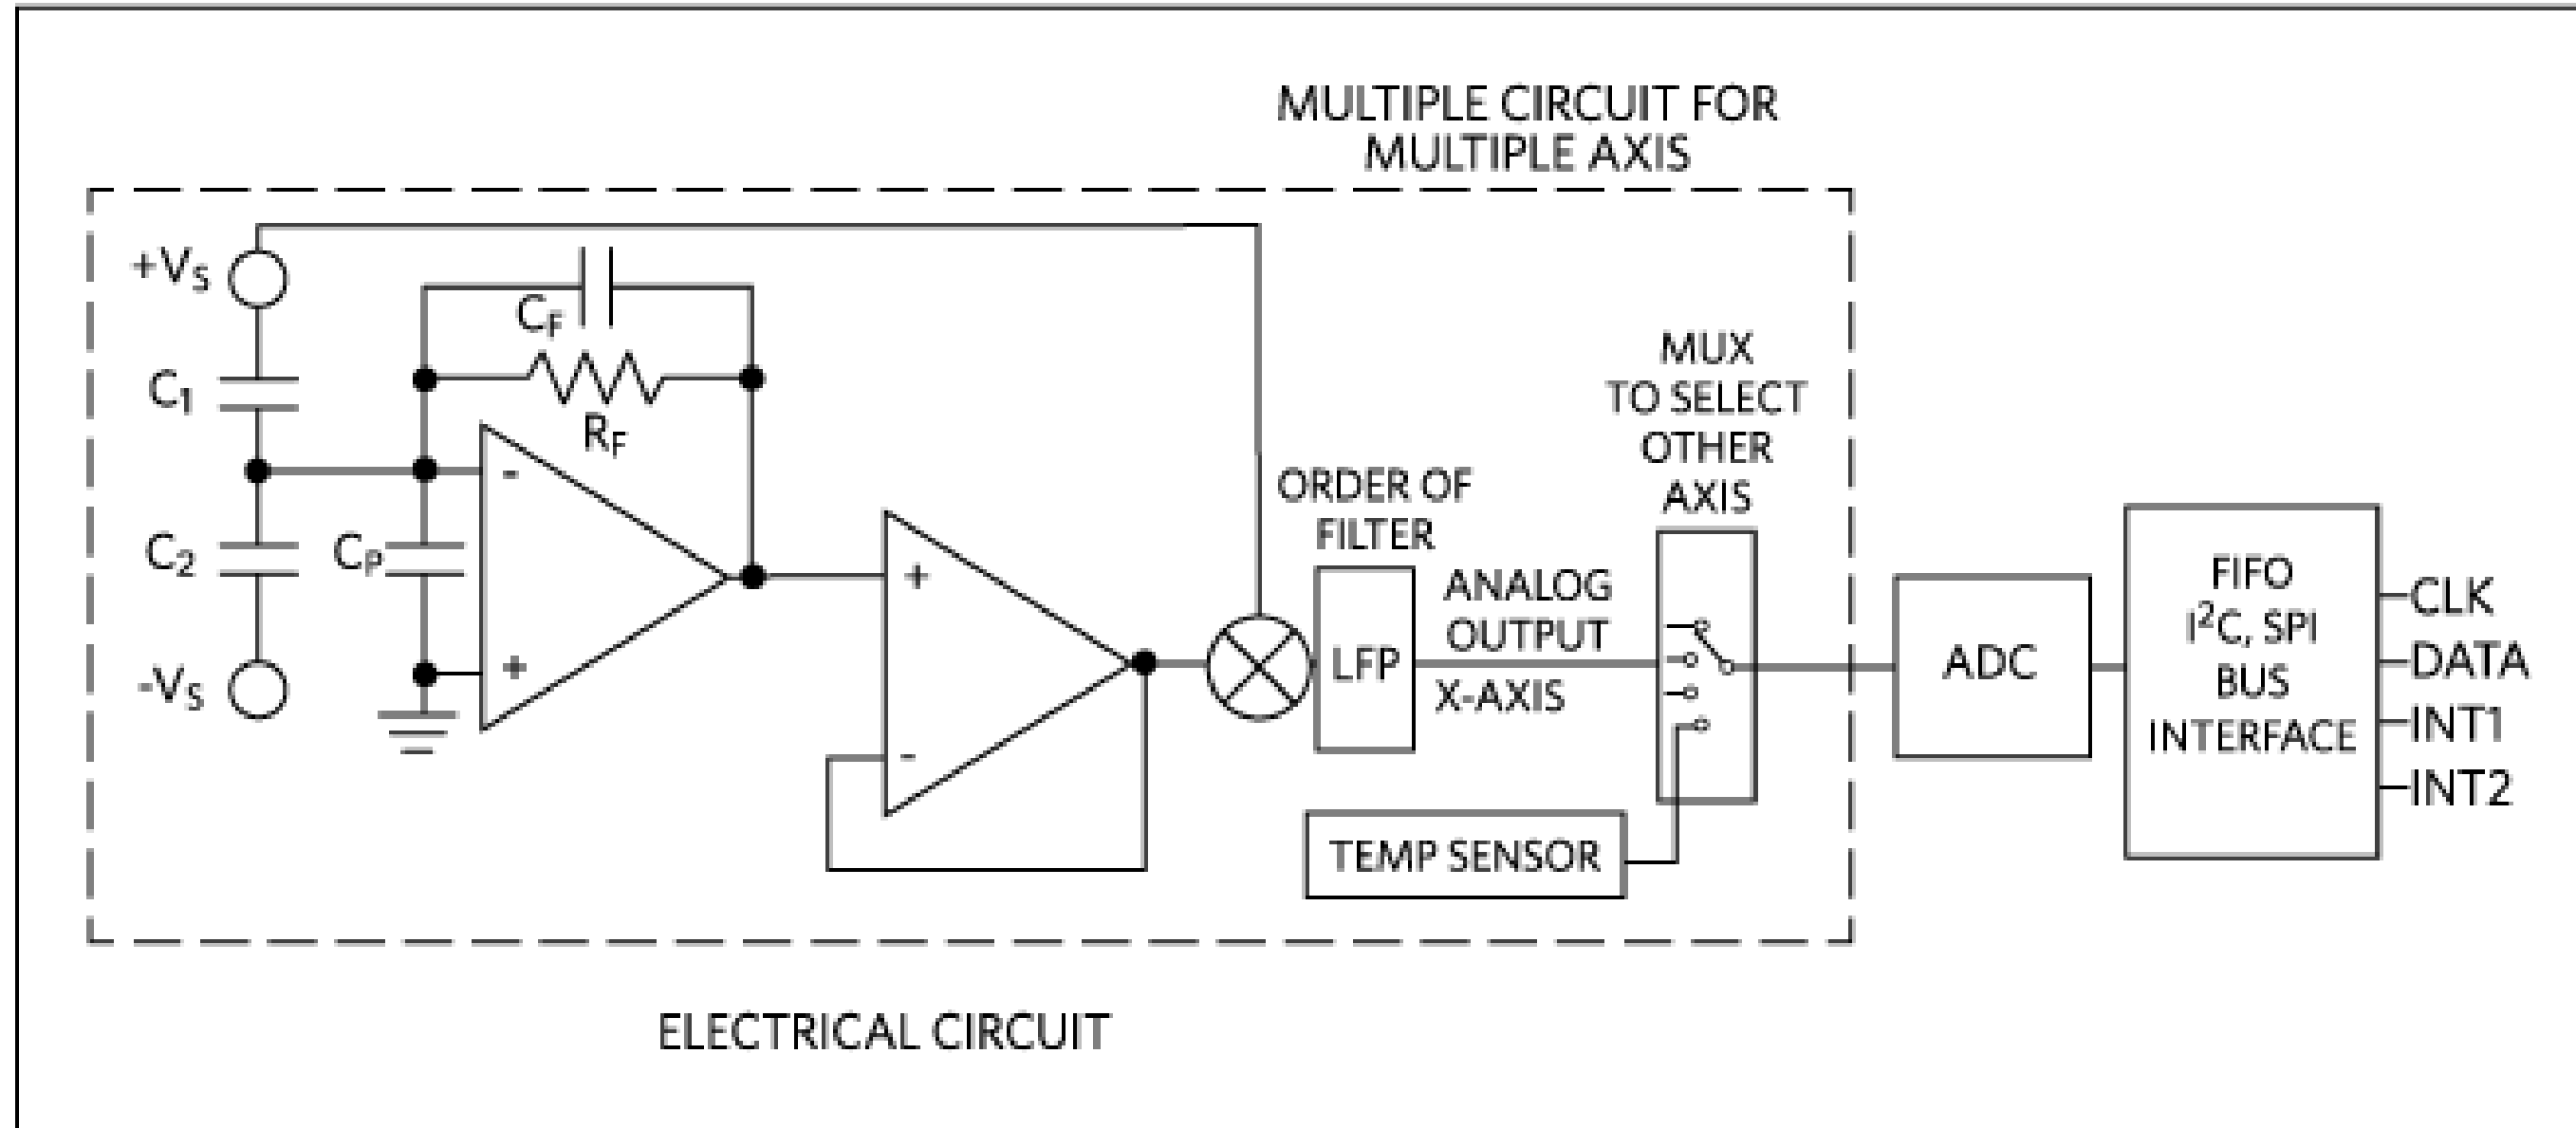 MULTIPLE CIRCUIT FOR
MULTIPLE AXIS
+VS
CF
C1
RF
-
+
C2
CP
-VS
+
-
ORDER OF
FILTER
LFP
ANALOG
OUTPUT
X-AXIS
MUX
TO SELECT
OTHER
AXIS
TEMP SENSOR
ADC
FIFO
I²C, SPI
BUS
INTERFACE
CLK
DATA
INT1
INT2
ELECTRICAL CIRCUIT